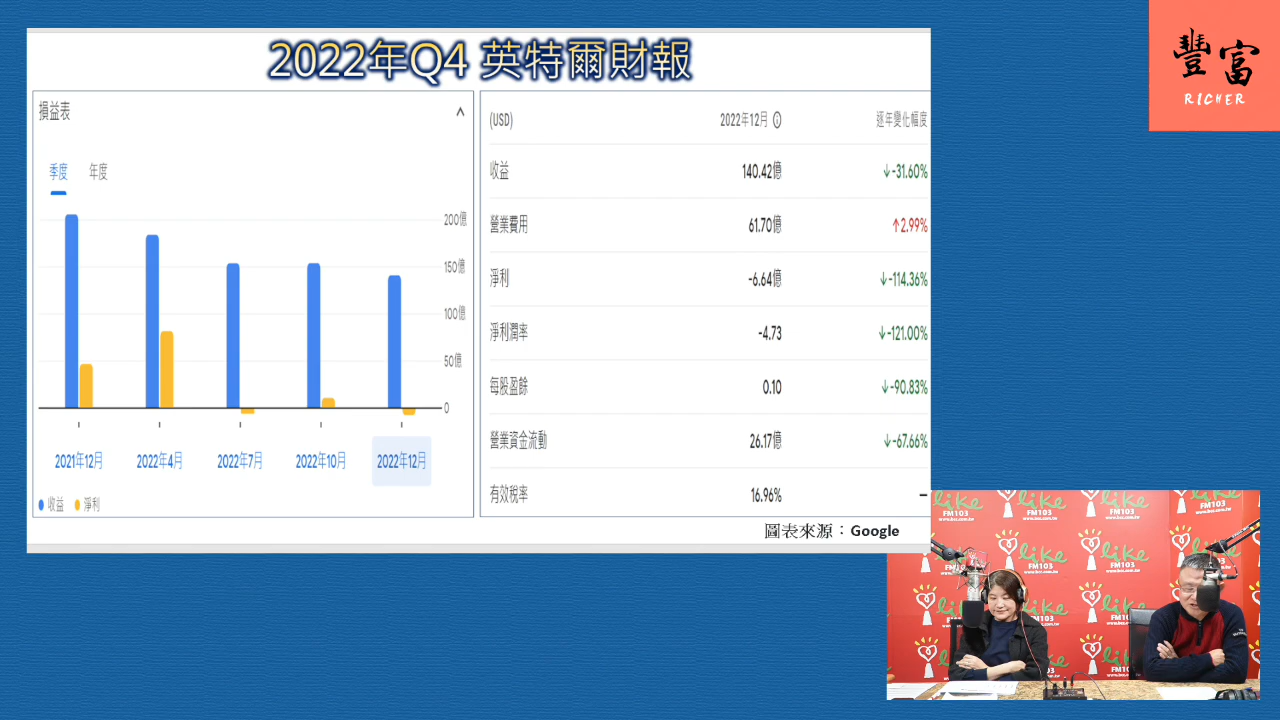 2022年Q4 英特爾財報
豐富
RICHER
損益表
季度 年度
200億
150億
100億
50億
0
2021年12月 2022年4月 2022年7月 2022年10月 2022年12月
收益 淨利
(USD) 2022年12月 逐年變化幅度
收益 140.42億 ↓-31.60%
營業費用 61.70億 ↑2.99%
淨利 -6.64億 ↓-114.36%
淨利潤率 -4.73 ↓-121.00%
每股盈餘 0.10 ↓-90.83%
營業資金流動 26.17億 ↓-67.66%
有效稅率 16.96% —
圖表來源：Google
like
FM103
www.bcc.com.tw